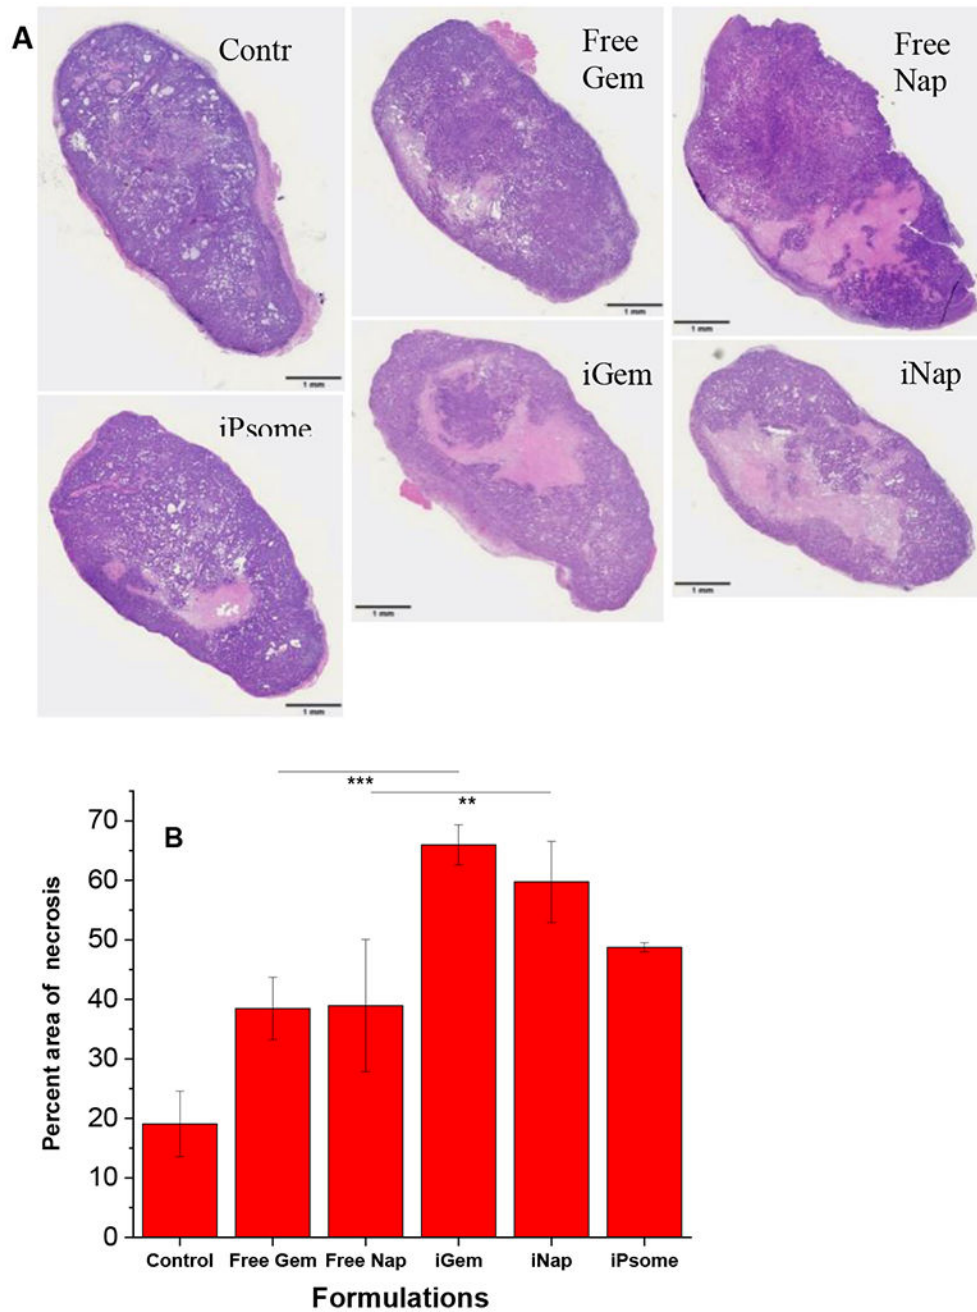 A
Contr
Free
Gem
Free
Nap
1 mm
1 mm
1 mm
iPsome
iGem
iNap
1 mm
1 mm
1 mm
***
**
B
Percent area of necrosis
70
60
50
40
30
20
10
0
Control Free Gem Free Nap iGem iNap iPsome
Formulations